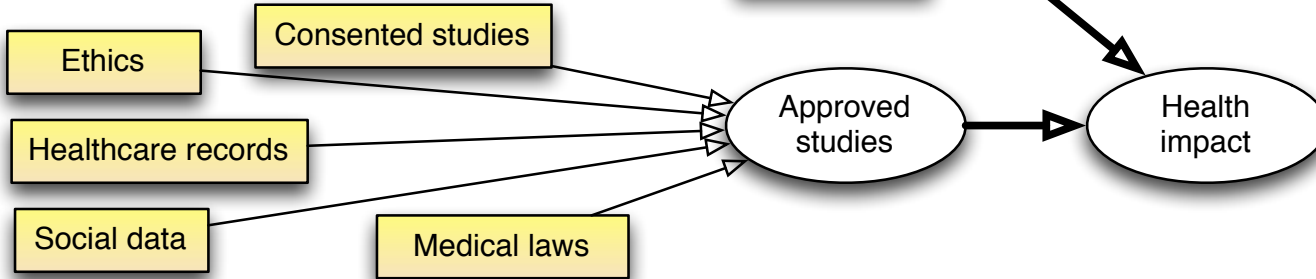 Consented studies
Ethics
Approved
studies
Health
impact
Healthcare records
Social data
Medical laws